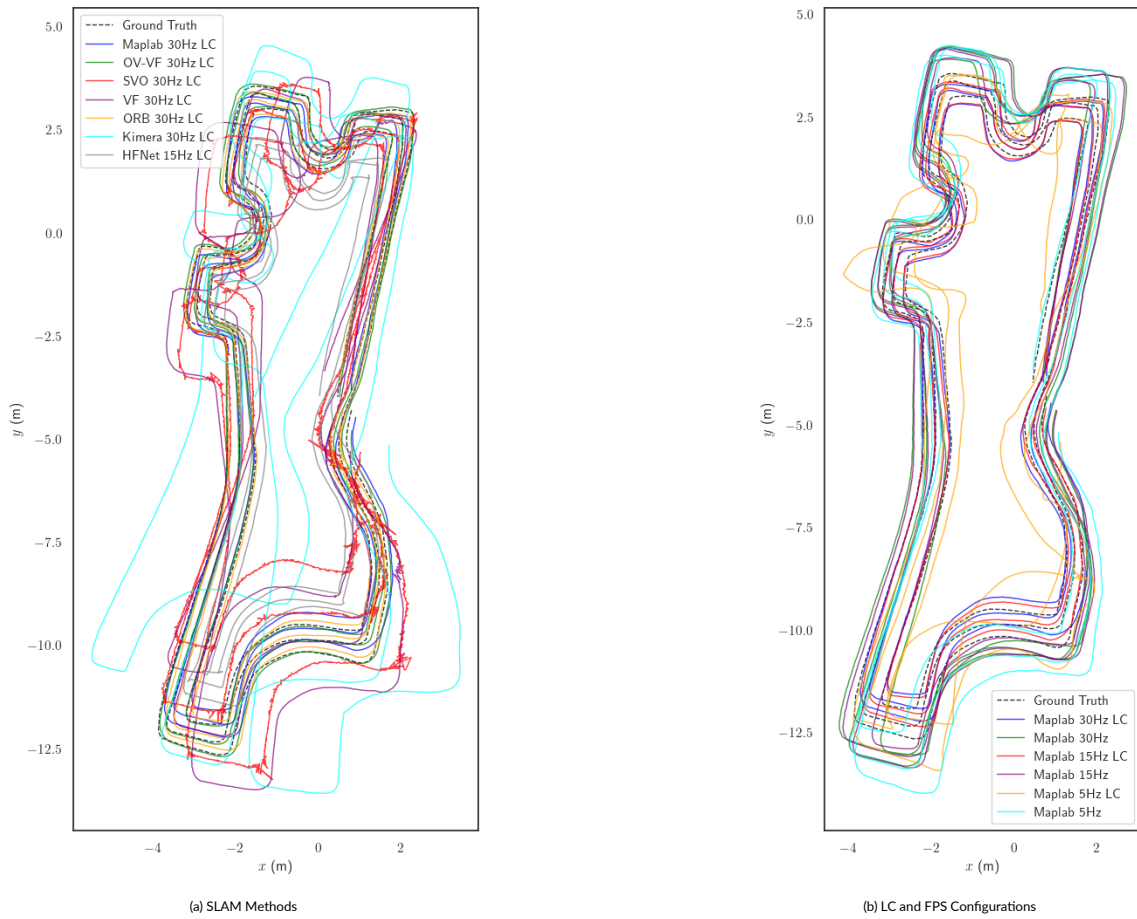 5.0
2.5
0.0
−2.5
−5.0
−7.5
−10.0
−12.5
y (m)
−4
−2
0
2
x (m)
Ground Truth
Maplab 30Hz LC
OV-VF 30Hz LC
SVO 30Hz LC
VF 30Hz LC
ORB 30Hz LC
Kimera 30Hz LC
HFNet 15Hz LC
(a) SLAM Methods
5.0
2.5
0.0
−2.5
−5.0
−7.5
−10.0
−12.5
y (m)
−4
−2
0
2
x (m)
Ground Truth
Maplab 30Hz LC
Maplab 30Hz
Maplab 15Hz LC
Maplab 15Hz
Maplab 5Hz LC
Maplab 5Hz
(b) LC and FPS Configurations